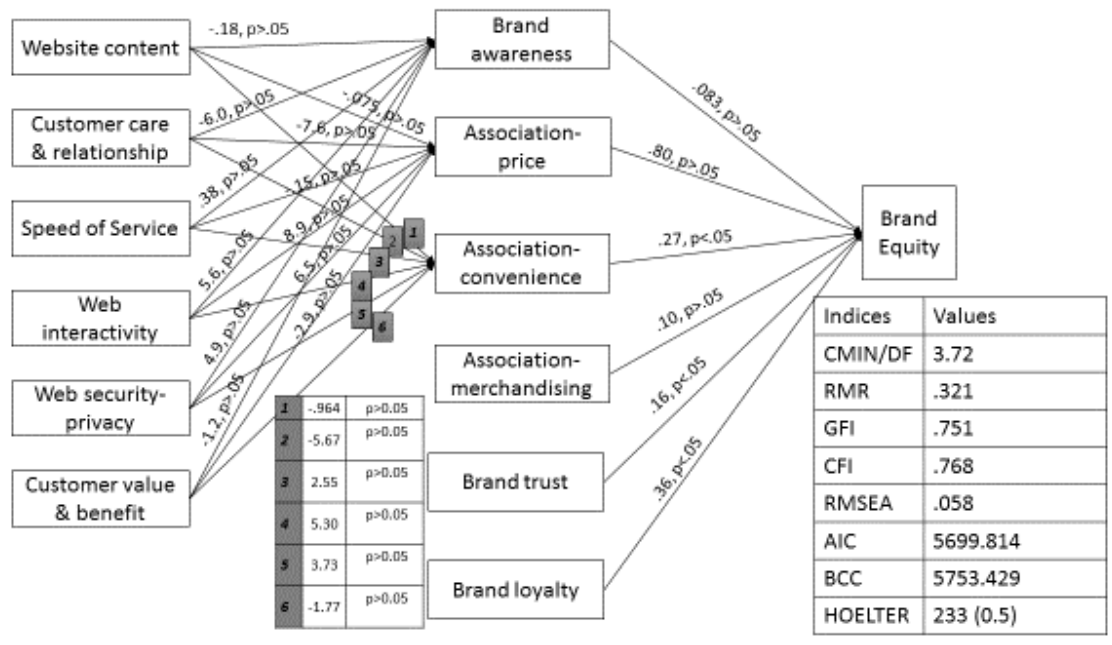 Website content
Customer care
& relationship
Speed of Service
Web
interactivity
Web security-
privacy
Customer value
& benefit
-.18, p>.05
-6.0, p>.05
-.075, p>.05
-7.6, p>.05
.38, p>.05
-.15, p>.05
8.9, p>.05
5.6, p>.05
6.5, p>.05
4.9, p>.05
-2.9, p>.05
-1.2, p>.05
1
2
3
4
5
6
1 -.964 p>0.05
2 -5.67 p>0.05
3 2.55 p>0.05
4 5.30 p>0.05
5 3.73 p>0.05
6 -1.77 p>0.05
Brand
awareness
Association-
price
Association-
convenience
Association-
merchandising
Brand trust
Brand loyalty
.083, p>.05
.80, p>.05
.27, p<.05
.10, p>.05
.16, p<.05
.36, p<.05
Brand
Equity
Indices Values
CMIN/DF 3.72
RMR .321
GFI .751
CFI .768
RMSEA .058
AIC 5699.814
BCC 5753.429
HOELTER 233 (0.5)